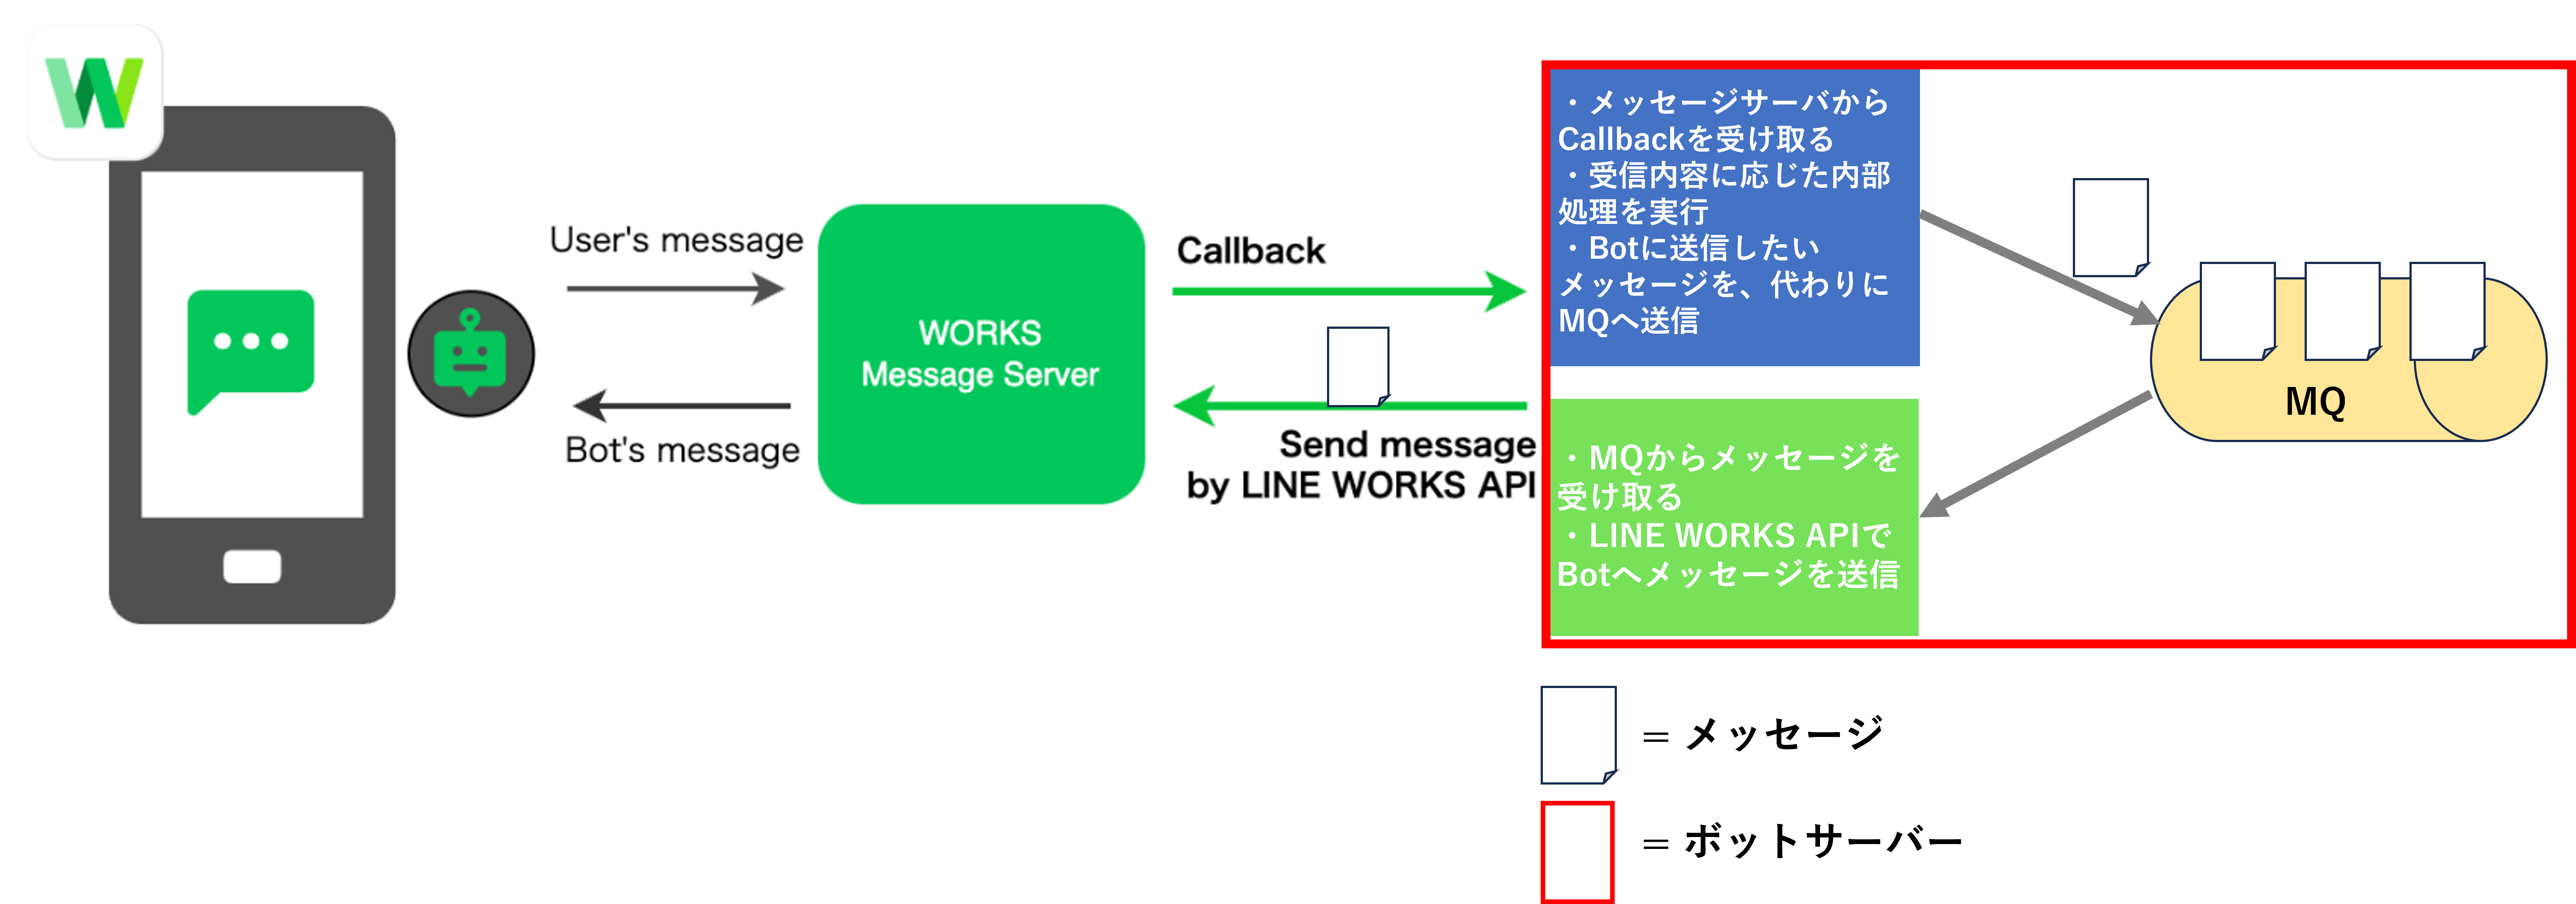 User's message
Bot's message
WORKS
Message Server
Callback
Send message
by LINE WORKS API
・メッセージサーバから
Callbackを受け取る
・受信内容に応じた内部
処理を実行
・Botに送信したい
メッセージを、代わりに
MQへ送信
・MQからメッセージを
受け取る
・LINE WORKS APIで
Botへメッセージを送信
MQ
= メッセージ
= ボットサーバー